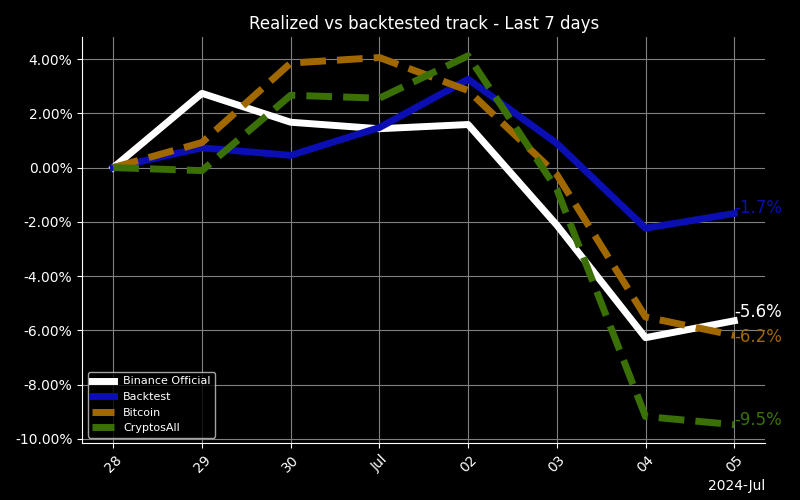 Realized vs backtested track - Last 7 days
4.00%
2.00%
0.00%
-2.00%
-4.00%
-6.00%
-8.00%
-10.00%
-1.7%
-5.6%
-6.2%
-9.5%
Binance Official
Backtest
Bitcoin
CryptosAll
28
29
30
Jul
02
03
04
05
2024-Jul